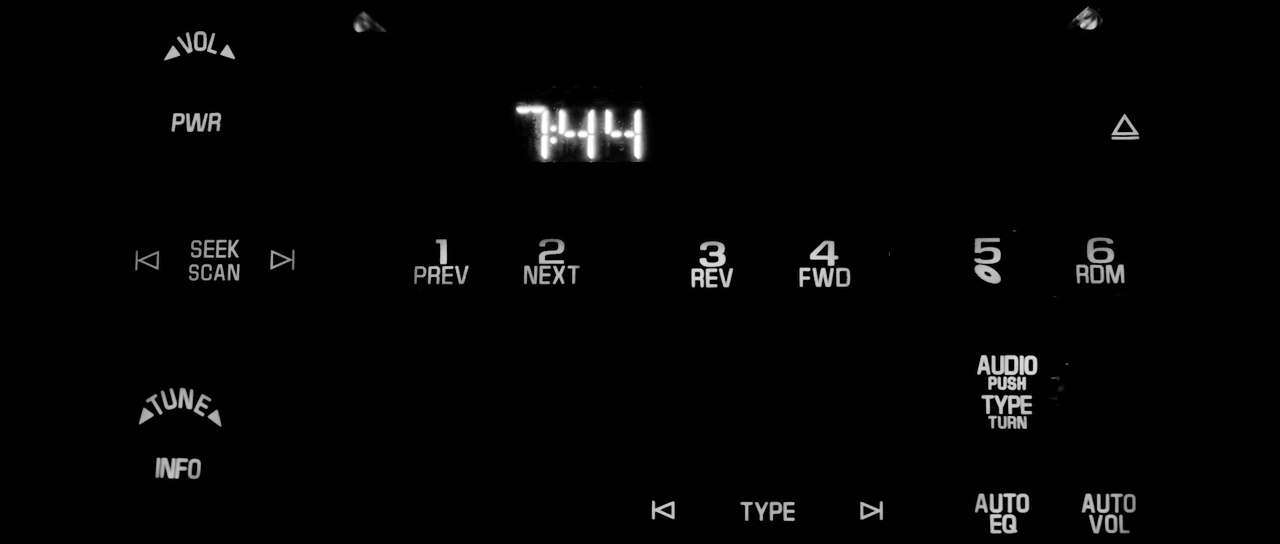 VOL
PWR
7:44
SEEK
SCAN
1
PREV
2
NEXT
3
REV
4
FWD
5
6
RDM
AUDIO
PUSH
TYPE
TURN
TUNE
INFO
TYPE
AUTO
EQ
AUTO
VOL